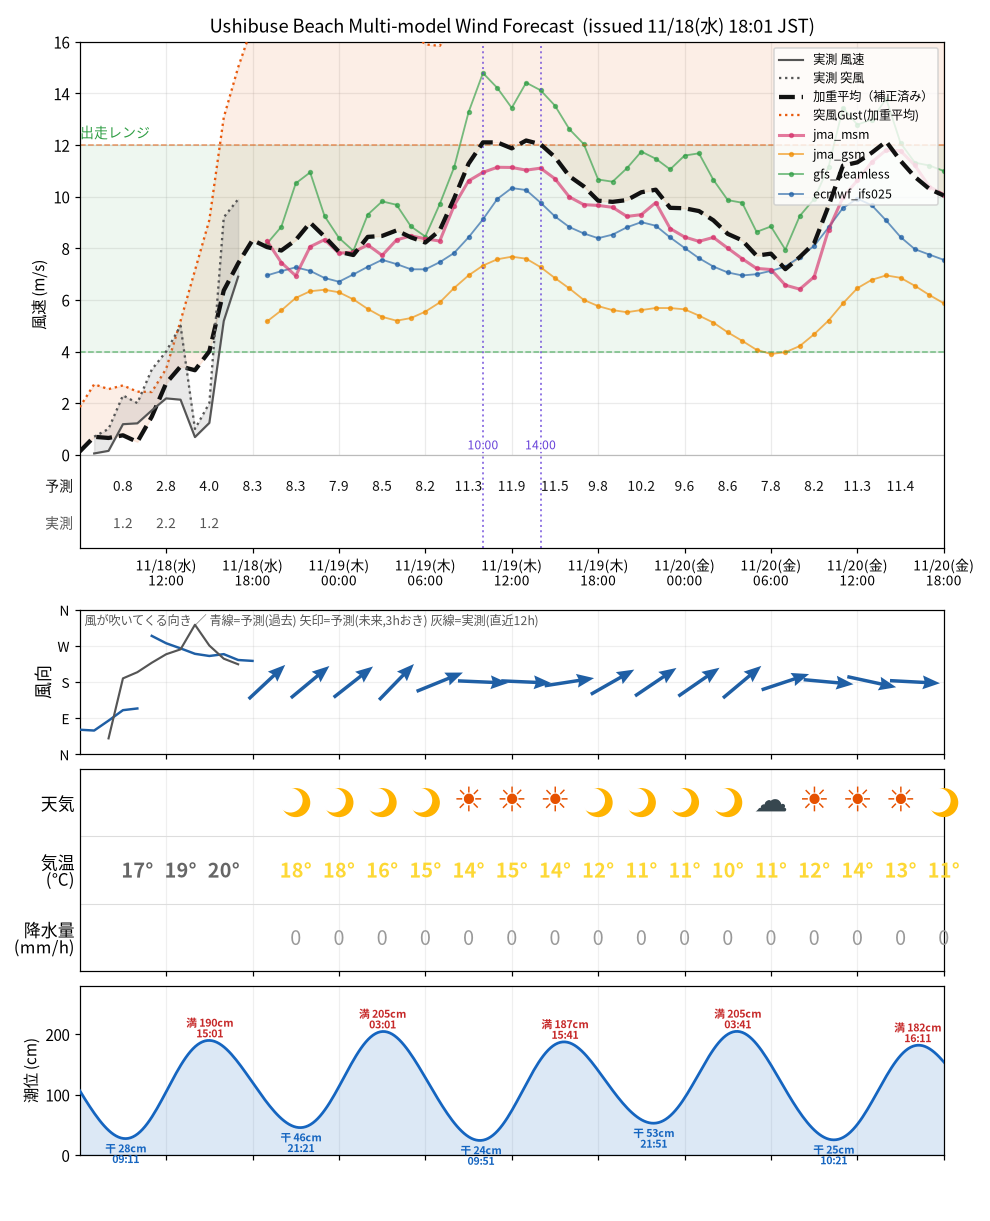 Ushibuse Beach Multi-model Wind Forecast (issued 11/18(水) 18:01 JST)
16
14
12
10
8
6
4
2
0
風速 (m/s)
出走レンジ
実測 風速
実測 突風
加重平均（補正済み）
突風Gust(加重平均)
jma_msm
jma_gsm
gfs_seamless
ecmwf_ifs025
10:00 14:00
予測 0.8 2.8 4.0 8.3 8.3 7.9 8.5 8.2 11.3 11.9 11.5 9.8 10.2 9.6 8.6 7.8 8.2 11.3 11.4
実測 1.2 2.2 1.2
11/18(水) 11/18(水) 11/19(木) 11/19(木) 11/19(木) 11/19(木) 11/20(金) 11/20(金) 11/20(金) 11/20(金)
12:00 18:00 00:00 06:00 12:00 18:00 00:00 06:00 12:00 18:00
風が吹いてくる向き／ 青線=予測(過去) 矢印=予測(未来,3hおき) 灰線=実測(直近12h)
風向
N
W
S
E
N
天気
気温
(°C)
17° 19° 20° 18° 18° 16° 15° 14° 15° 14° 12° 11° 11° 10° 11° 12° 14° 13° 11°
降水量
(mm/h)
0 0 0 0 0 0 0 0 0 0 0 0 0 0 0 0
潮位 (cm)
200
100
0
満 190cm
15:01
満 205cm
03:01
満 187cm
15:41
満 205cm
03:41
満 182cm
16:11
干 28cm
09:11
干 46cm
21:21
干 24cm
09:51
干 53cm
21:51
干 25cm
10:21